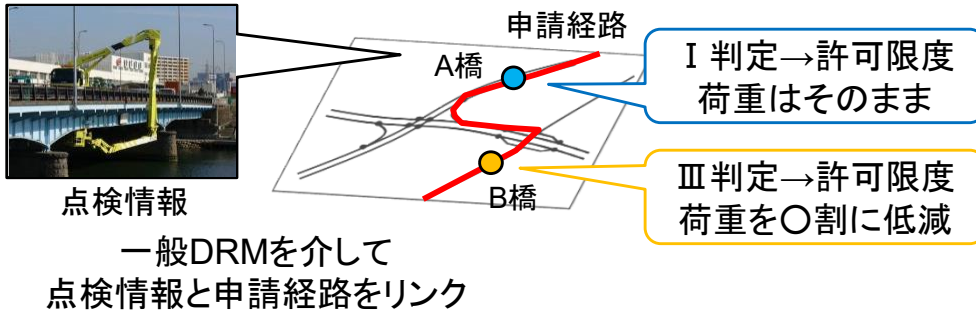 申請経路
A橋
Ⅰ判定→許可限度
荷重はそのまま
B橋
Ⅲ判定→許可限度
荷重を〇割に低減
点検情報
一般DRMを介して
点検情報と申請経路をリンク